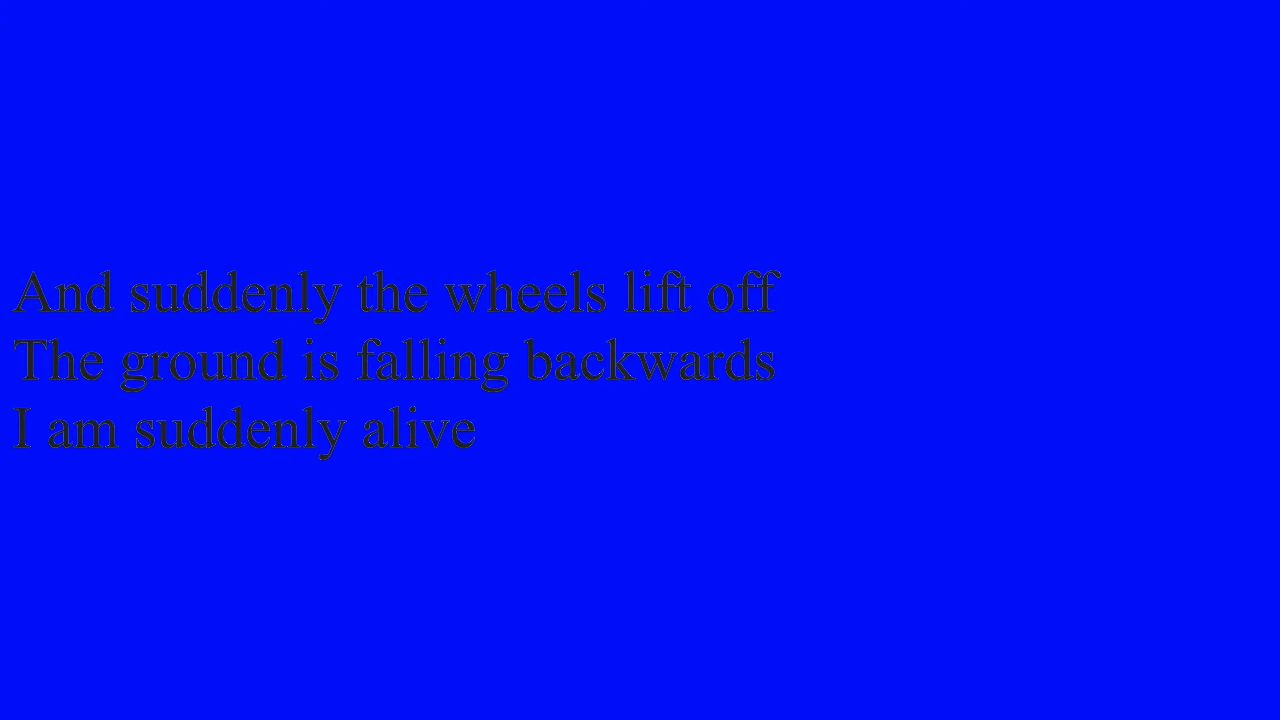 And suddenly the wheels lift off
The ground is falling backwards
I am suddenly alive